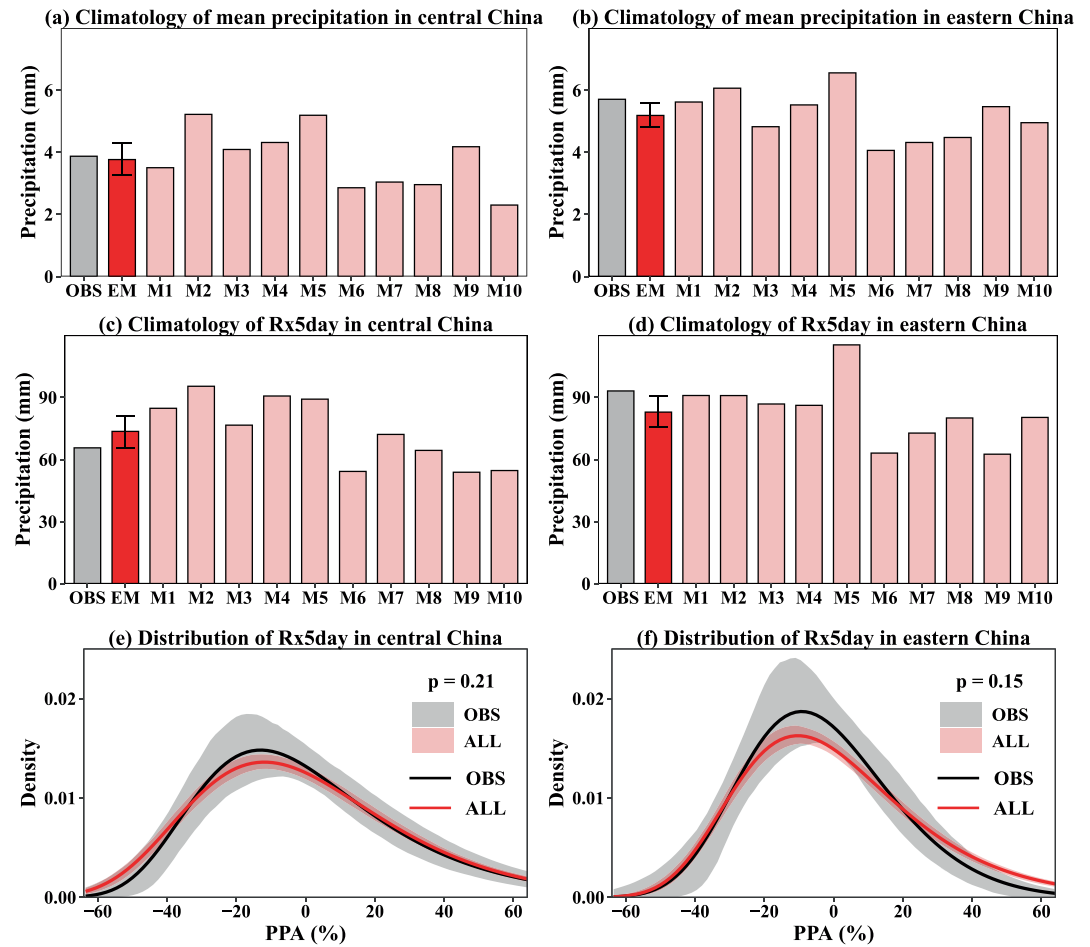 (a) Climatology of mean precipitation in central China
Precipitation (mm)
6
4
2
0
OBS EM M1 M2 M3 M4 M5 M6 M7 M8 M9 M10
(b) Climatology of mean precipitation in eastern China
Precipitation (mm)
6
4
2
0
OBS EM M1 M2 M3 M4 M5 M6 M7 M8 M9 M10
(c) Climatology of Rx5day in central China
Precipitation (mm)
90
60
30
0
OBS EM M1 M2 M3 M4 M5 M6 M7 M8 M9 M10
(d) Climatology of Rx5day in eastern China
Precipitation (mm)
90
60
30
0
OBS EM M1 M2 M3 M4 M5 M6 M7 M8 M9 M10
(e) Distribution of Rx5day in central China
Density
0.02
0.01
0.00
p = 0.21
OBS
ALL
OBS
ALL
−60 −40 −20 0 20 40 60
PPA (%)
(f) Distribution of Rx5day in eastern China
Density
0.02
0.01
0.00
p = 0.15
OBS
ALL
OBS
ALL
−60 −40 −20 0 20 40 60
PPA (%)